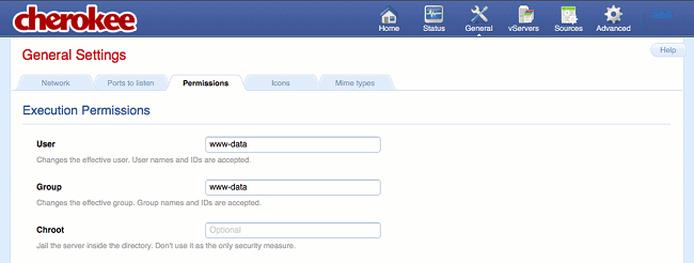 cherokee
Home Status General vServers Sources Advanced
General Settings
Help
Network Ports to listen Permissions Icons Mime types
Execution Permissions
User www-data
Changes the effective user. User names and IDs are accepted.
Group www-data
Changes the effective group. Group names and IDs are accepted.
Chroot Optional
Jail the server inside the directory. Don't use it as the only security measure.